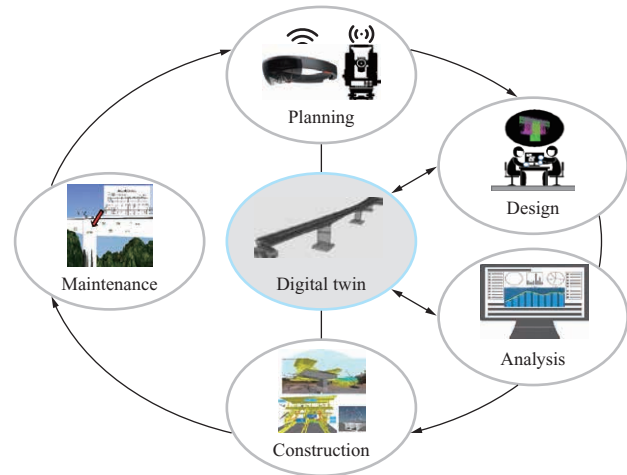 Planning
Design
Digital twin
Maintenance
Analysis
Construction